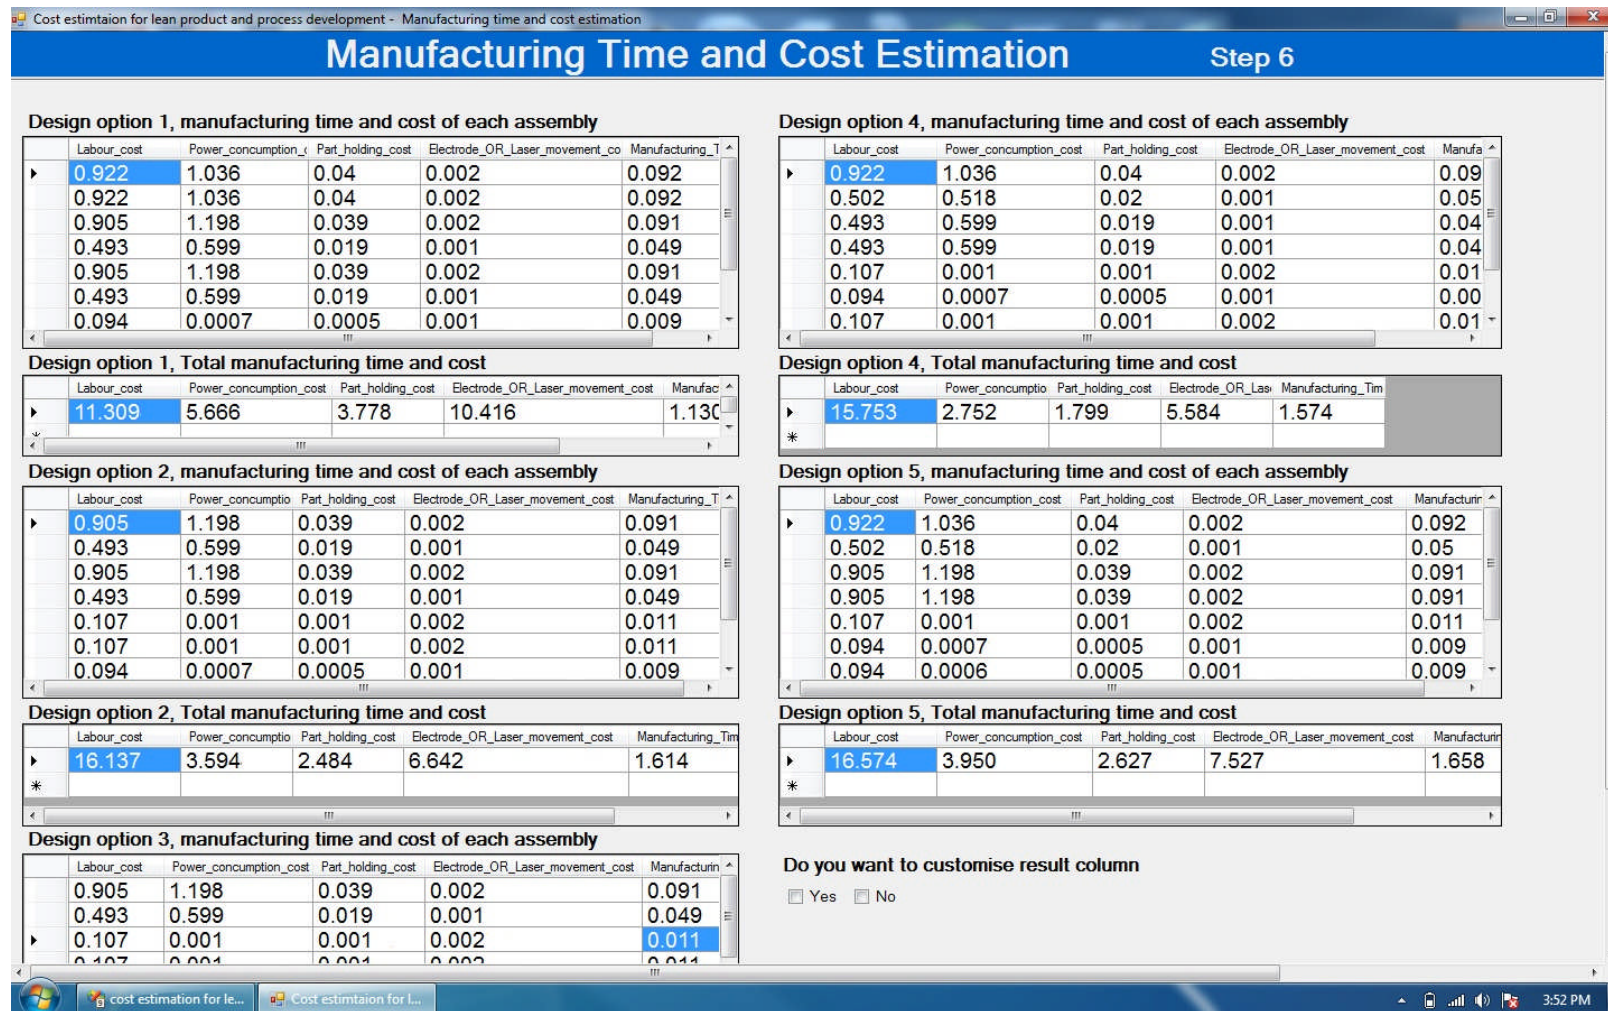 Cost estimtaion for lean product and process development - Manufacturing time and cost estimation
Manufacturing Time and Cost Estimation Step 6
Design option 1, manufacturing time and cost of each assembly
Labour_cost Power_concumption_c Part_holding_cost Electrode_OR_Laser_movement_co Manufacturing_T
0.922 1.036 0.04 0.002 0.092
0.922 1.036 0.04 0.002 0.092
0.905 1.198 0.039 0.002 0.091
0.493 0.599 0.019 0.001 0.049
0.905 1.198 0.039 0.002 0.091
0.493 0.599 0.019 0.001 0.049
0.094 0.0007 0.0005 0.001 0.009
Design option 1, Total manufacturing time and cost
Labour_cost Power_concumption_cost Part_holding_cost Electrode_OR_Laser_movement_cost Manufac
11.309 5.666 3.778 10.416 1.130
Design option 2, manufacturing time and cost of each assembly
Labour_cost Power_concumptio Part_holding_cost Electrode_OR_Laser_movement_cost Manufacturing_T
0.905 1.198 0.039 0.002 0.091
0.493 0.599 0.019 0.001 0.049
0.905 1.198 0.039 0.002 0.091
0.493 0.599 0.019 0.001 0.049
0.107 0.001 0.001 0.002 0.011
0.107 0.001 0.001 0.002 0.011
0.094 0.0007 0.0005 0.001 0.009
Design option 2, Total manufacturing time and cost
Labour_cost Power_concumptio Part_holding_cost Electrode_OR_Laser_movement_cost Manufacturing_Tim
16.137 3.594 2.484 6.642 1.614
Design option 3, manufacturing time and cost of each assembly
Labour_cost Power_concumption_cost Part_holding_cost Electrode_OR_Laser_movement_cost Manufacturin
0.905 1.198 0.039 0.002 0.091
0.493 0.599 0.019 0.001 0.049
0.107 0.001 0.001 0.002 0.011
0.107 0.001 0.001 0.002 0.011
Design option 4, manufacturing time and cost of each assembly
Labour_cost Power_concumption_cost Part_holding_cost Electrode_OR_Laser_movement_cost Manufa
0.922 1.036 0.04 0.002 0.09
0.502 0.518 0.02 0.001 0.05
0.493 0.599 0.019 0.001 0.04
0.493 0.599 0.019 0.001 0.04
0.107 0.001 0.001 0.002 0.01
0.094 0.0007 0.0005 0.001 0.00
0.107 0.001 0.001 0.002 0.01
Design option 4, Total manufacturing time and cost
Labour_cost Power_concumptio Part_holding_cost Electrode_OR_Las Manufacturing_Tim
15.753 2.752 1.799 5.584 1.574
Design option 5, manufacturing time and cost of each assembly
Labour_cost Power_concumption_cost Part_holding_cost Electrode_OR_Laser_movement_cost Manufacturin
0.922 1.036 0.04 0.002 0.092
0.502 0.518 0.02 0.001 0.05
0.905 1.198 0.039 0.002 0.091
0.905 1.198 0.039 0.002 0.091
0.107 0.001 0.001 0.002 0.011
0.094 0.0007 0.0005 0.001 0.009
0.094 0.0006 0.0005 0.001 0.009
Design option 5, Total manufacturing time and cost
Labour_cost Power_concumption_cost Part_holding_cost Electrode_OR_Laser_movement_cost Manufacturin
16.574 3.950 2.627 7.527 1.658
Do you want to customise result column
Yes No
cost estimation for le... Cost estimtaion for l... 3:52 PM